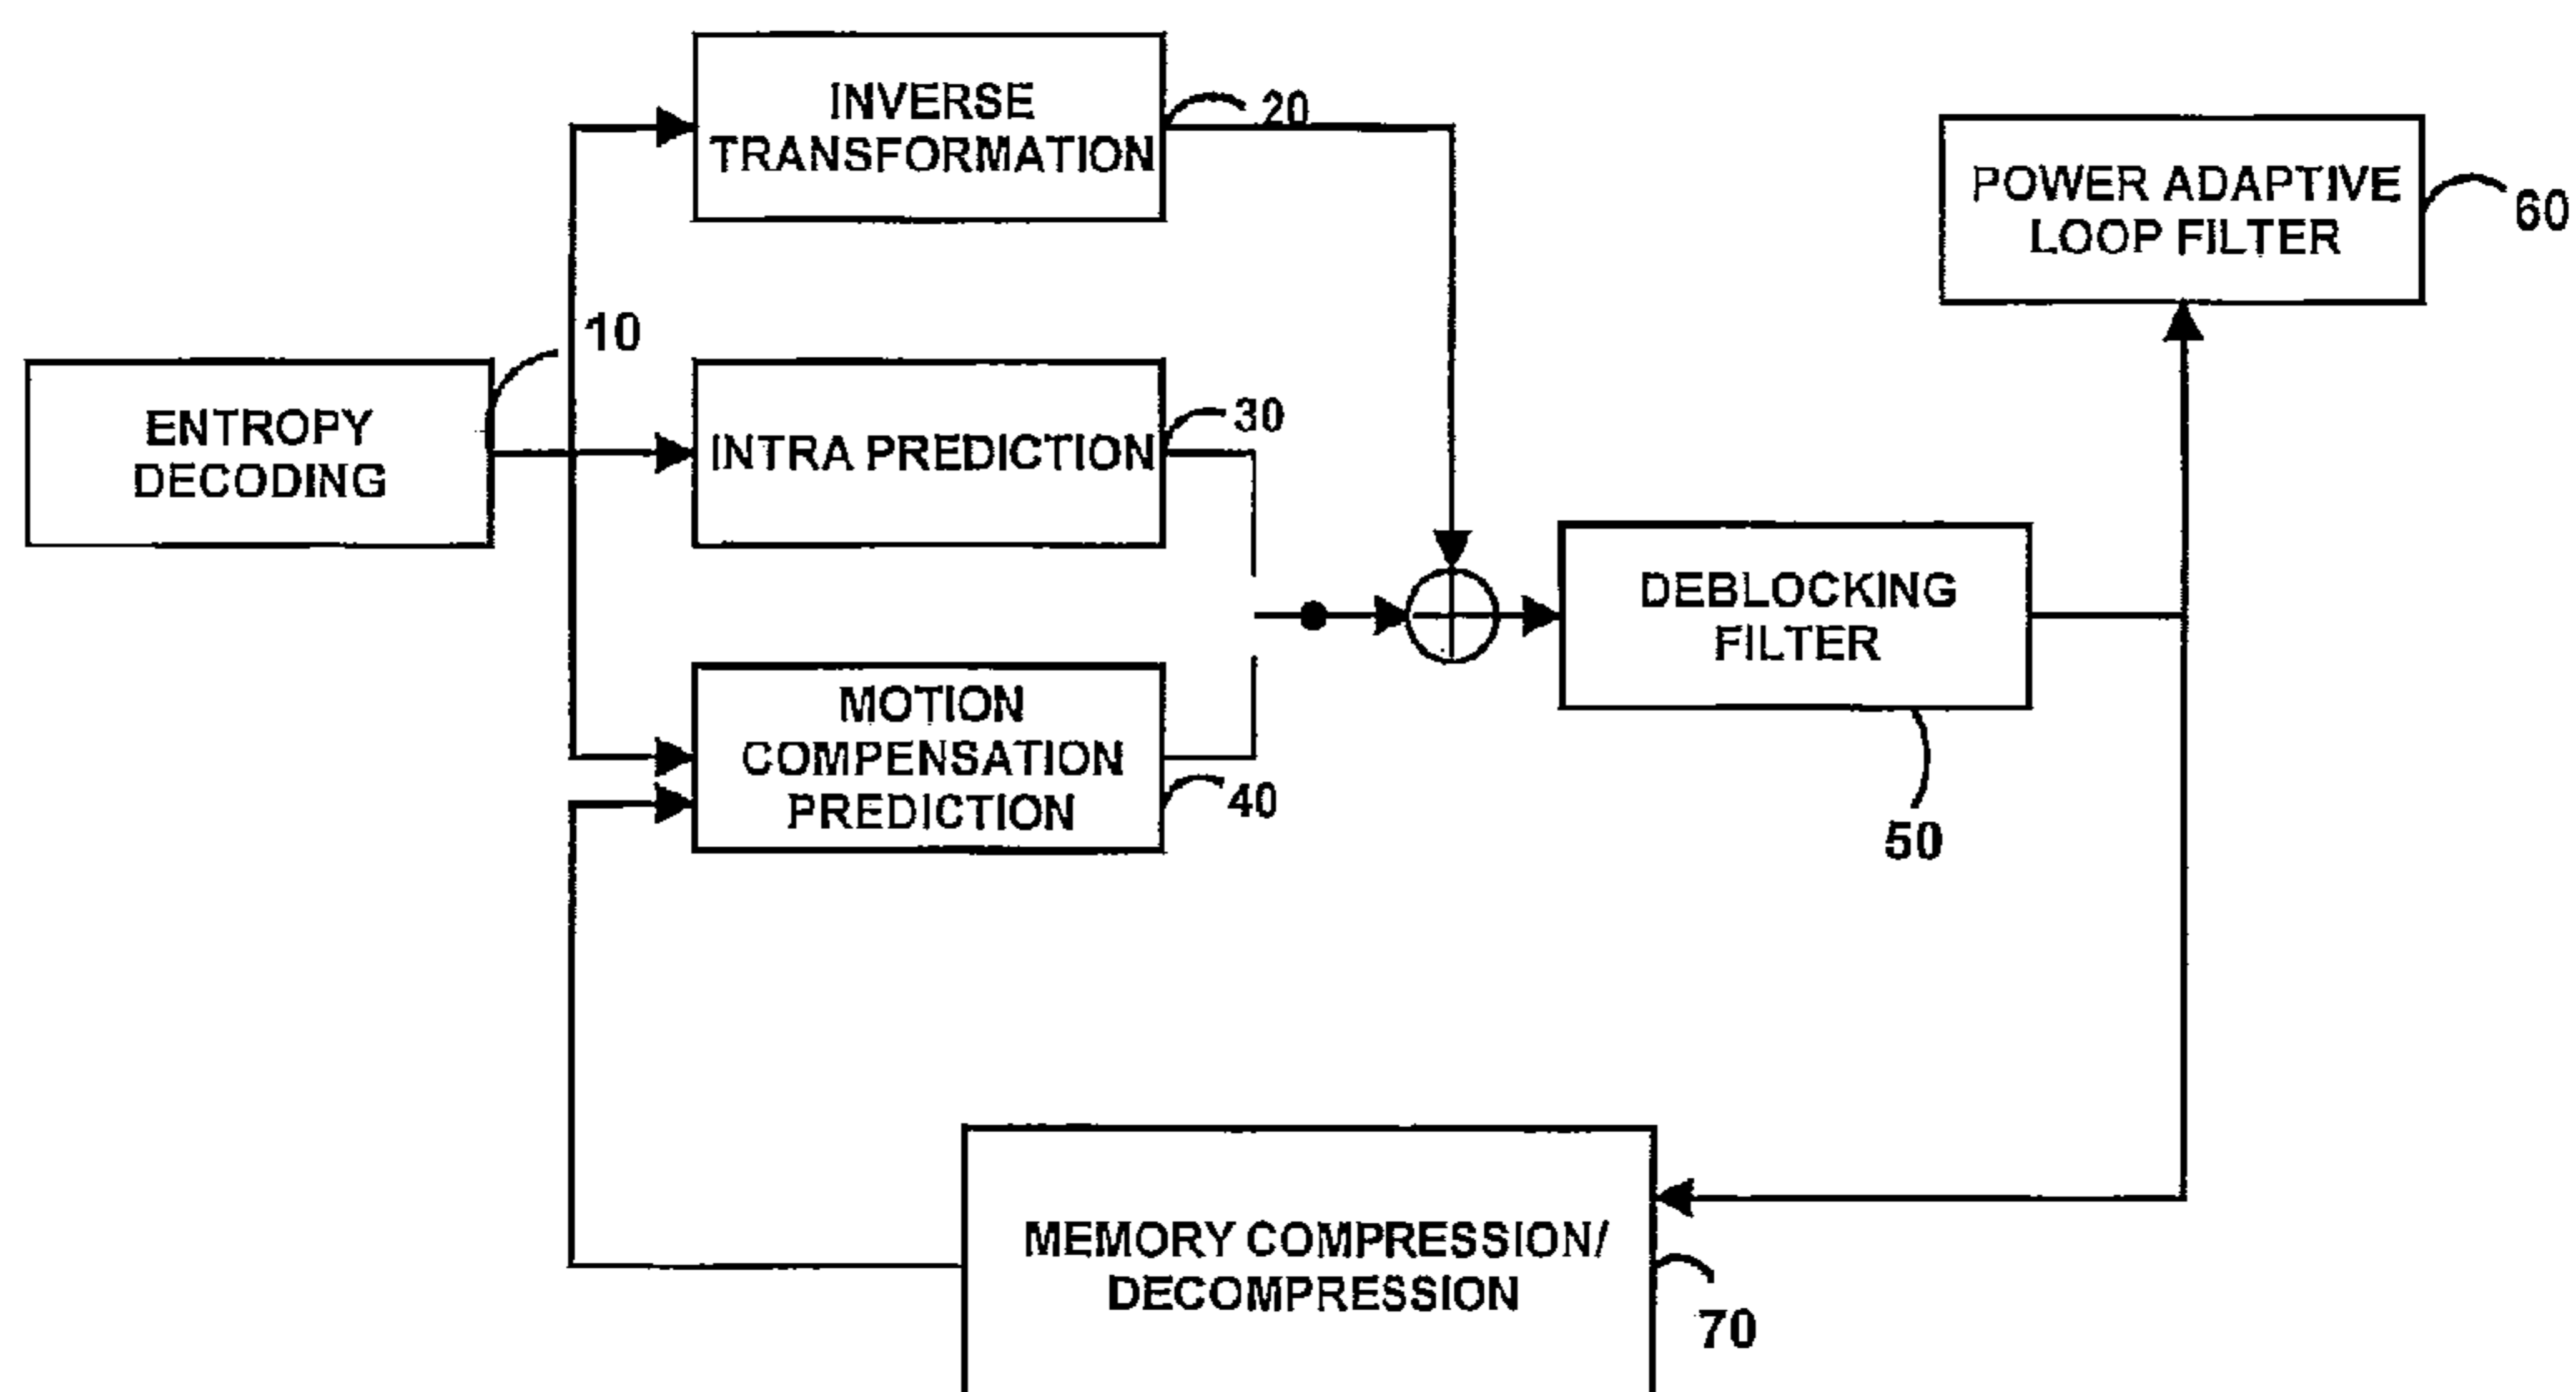 INVERSE
TRANSFORMATION
20
POWER ADAPTIVE
LOOP FILTER
60
10
ENTROPY
DECODING
INTRA PREDICTION
30
DEBLOCKING
FILTER
50
MOTION
COMPENSATION
PREDICTION
40
MEMORY COMPRESSION/
DECOMPRESSION
70